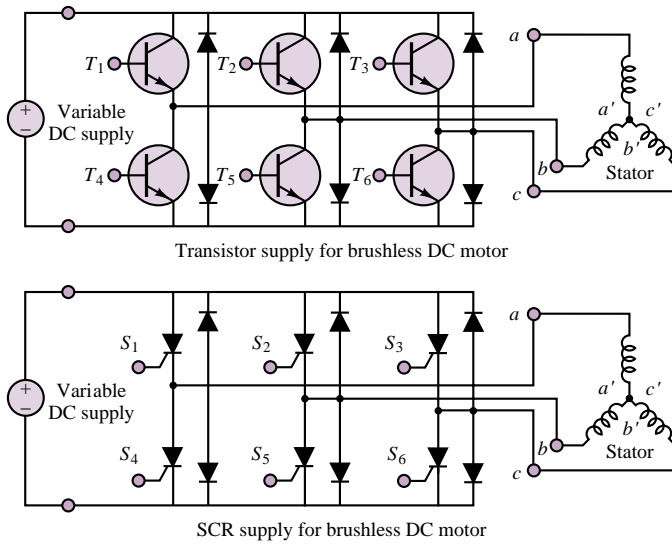 T1
T2
T3
a
+
−
Variable
DC supply
a'
c'
b'
b
Stator
T4
T5
T6
c
Transistor supply for brushless DC motor
S1
S2
S3
a
+
−
Variable
DC supply
a'
c'
b'
b
Stator
S4
S5
S6
c
SCR supply for brushless DC motor